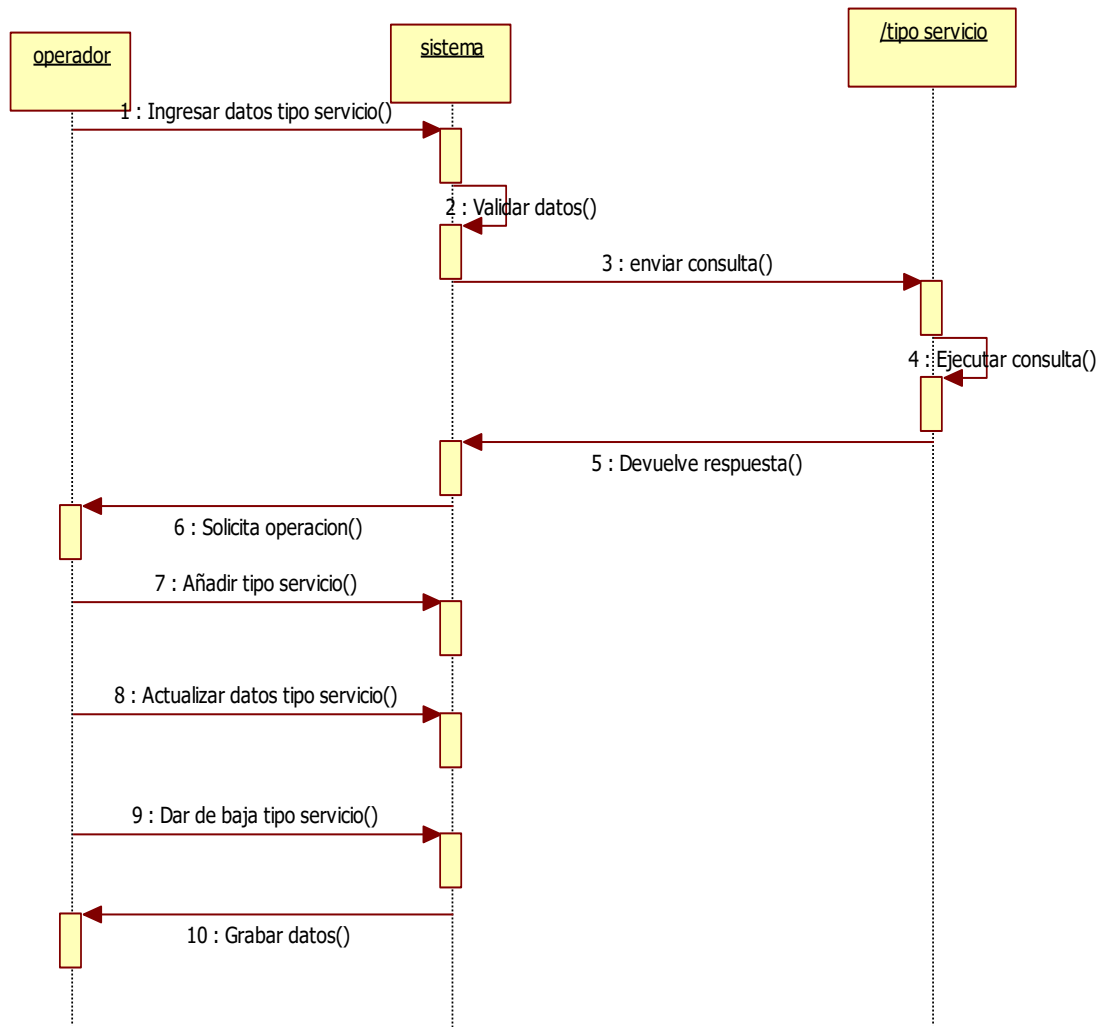 operador
sistema
/tipo servicio
1 : Ingresar datos tipo servicio()
2 : Validar datos()
3 : enviar consulta()
4 : Ejecutar consulta()
5 : Devuelve respuesta()
6 : Solicita operacion()
7 : Añadir tipo servicio()
8 : Actualizar datos tipo servicio()
9 : Dar de baja tipo servicio()
10 : Grabar datos()